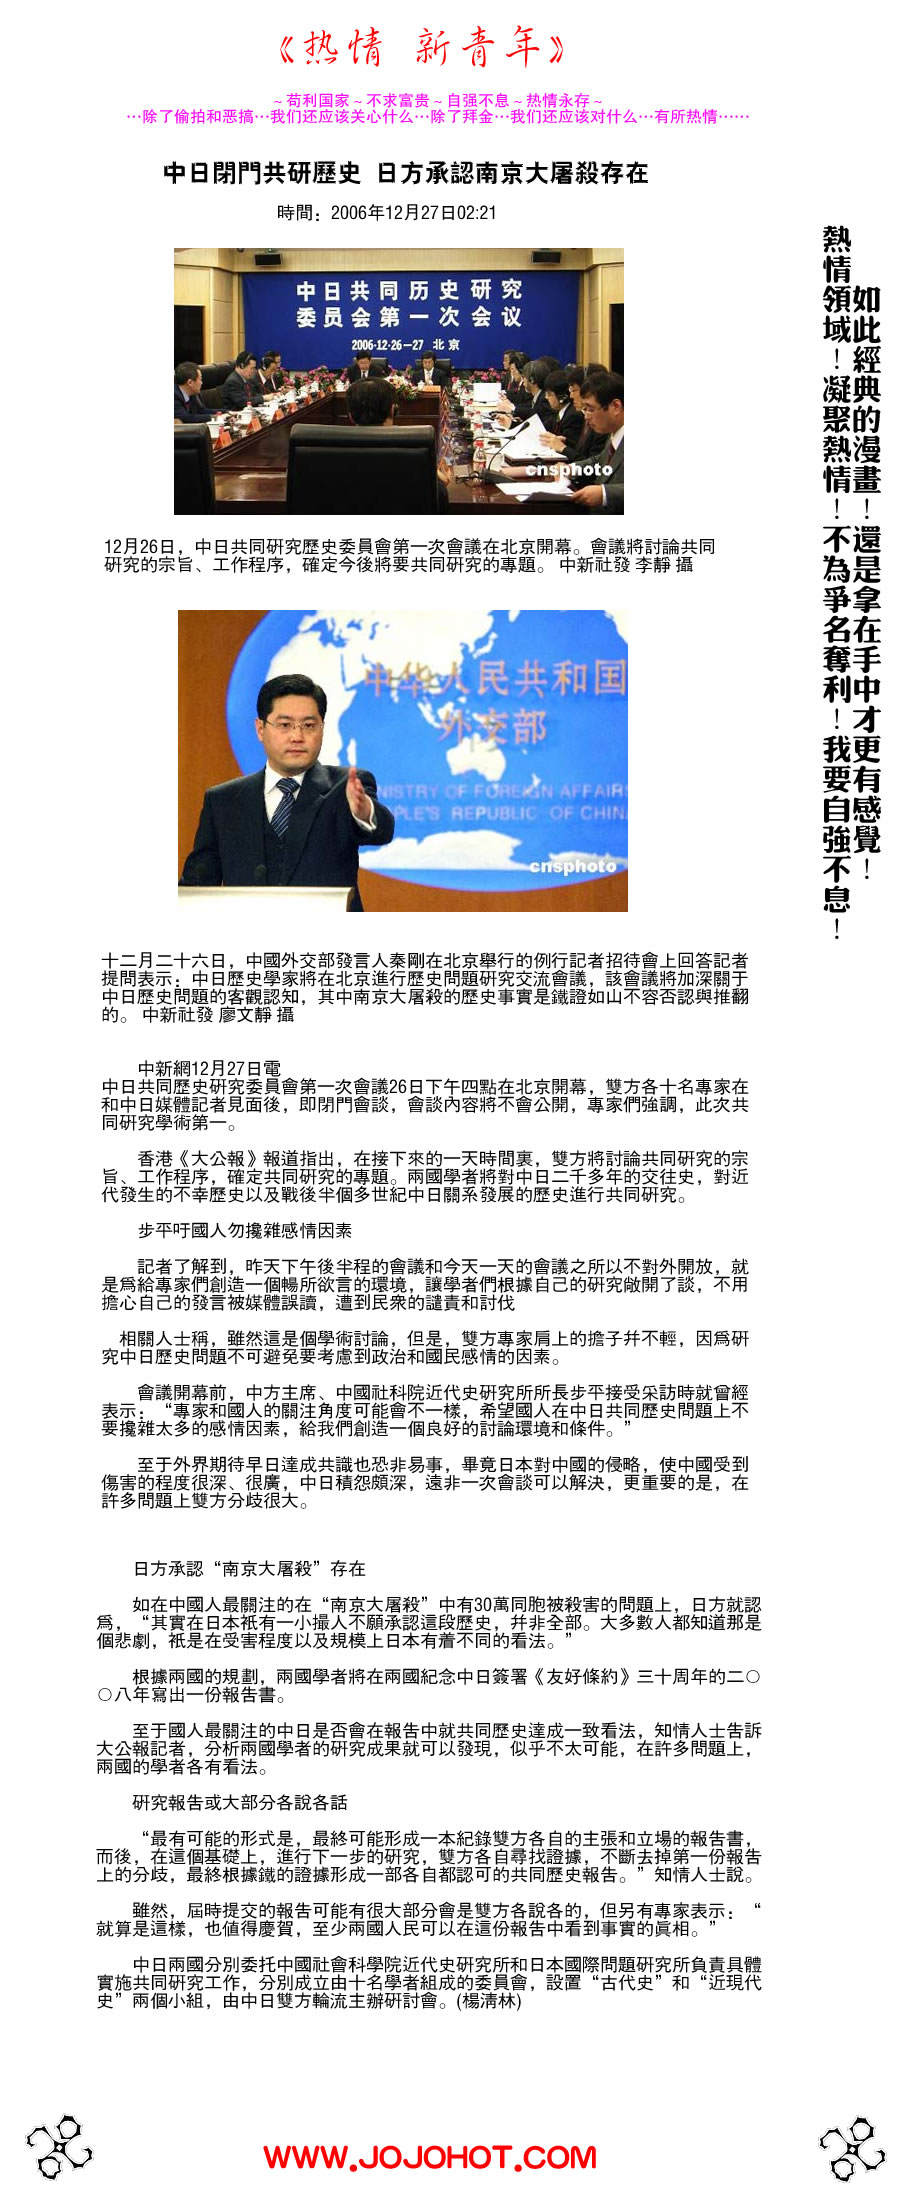 《热情 新青年》
~苟利国家~不求富贵~自强不息~热情永存~
…除了偷拍和恶搞…我们还应该关心什么…除了拜金…我们还应该对什么…有所热情……
中日閉門共研歷史 日方承認南京大屠殺存在
時間：2006年12月27日02:21
中日共同历史研究
委员会第一次会议
2006·12·26-27 北京
cnsphoto
12月26日，中日共同研究歷史委員會第一次會議在北京開幕。會議將討論共同
研究的宗旨、工作程序，確定今後將要共同研究的專題。 中新社發 李靜 攝
中华人民共和国
外交部
NISTRY OF FOREIGN AFFAIRS
OPLE'S REPUBLIC OF CHINA
cnsphoto
十二月二十六日，中國外交部發言人秦剛在北京舉行的例行記者招待會上回答記者
提問表示：中日歷史學家將在北京進行歷史問題研究交流會議，該會議將加深關于
中日歷史問題的客觀認知，其中南京大屠殺的歷史事實是鐵證如山不容否認與推翻
的。 中新社發 廖文靜 攝
中新網12月27日電
中日共同歷史研究委員會第一次會議26日下午四點在北京開幕，雙方各十名專家在
和中日媒體記者見面後，即閉門會談，會談內容將不會公開，專家們強調，此次共
同研究學術第一。
香港《大公報》報道指出，在接下來的一天時間裏，雙方將討論共同研究的宗
旨、工作程序，確定共同研究的專題。兩國學者將對中日二千多年的交往史，對近
代發生的不幸歷史以及戰後半個多世紀中日關系發展的歷史進行共同研究。
步平吁國人勿攙雜感情因素
記者了解到，昨天下午後半程的會議和今天一天的會議之所以不對外開放，就
是爲給專家們創造一個暢所欲言的環境，讓學者們根據自己的研究敞開了談，不用
擔心自己的發言被媒體誤讀，遭到民衆的譴責和討伐
相關人士稱，雖然這是個學術討論，但是，雙方專家肩上的擔子幷不輕，因爲研
究中日歷史問題不可避免要考慮到政治和國民感情的因素。
會議開幕前，中方主席、中國社科院近代史研究所所長步平接受采訪時就曾經
表示：“專家和國人的關注角度可能會不一樣，希望國人在中日共同歷史問題上不
要攙雜太多的感情因素，給我們創造一個良好的討論環境和條件。”
至于外界期待早日達成共識也恐非易事，畢竟日本對中國的侵略，使中國受到
傷害的程度很深、很廣，中日積怨頗深，遠非一次會談可以解決，更重要的是，在
許多問題上雙方分歧很大。
日方承認“南京大屠殺”存在
如在中國人最關注的在“南京大屠殺”中有30萬同胞被殺害的問題上，日方就認
爲，“其實在日本衹有一小撮人不願承認這段歷史，幷非全部。大多數人都知道那是
個悲劇，衹是在受害程度以及規模上日本有着不同的看法。”
根據兩國的規劃，兩國學者將在兩國紀念中日簽署《友好條約》三十周年的二○
○八年寫出一份報告書。
至于國人最關注的中日是否會在報告中就共同歷史達成一致看法，知情人士告訴
大公報記者，分析兩國學者的研究成果就可以發現，似乎不太可能，在許多問題上，
兩國的學者各有看法。
研究報告或大部分各說各話
“最有可能的形式是，最終可能形成一本紀錄雙方各自的主張和立場的報告書，
而後，在這個基礎上，進行下一步的研究，雙方各自尋找證據，不斷去掉第一份報告
上的分歧，最終根據鐵的證據形成一部各自都認可的共同歷史報告。”知情人士說。
雖然，屆時提交的報告可能有很大部分會是雙方各說各的，但另有專家表示：“
就算是這樣，也值得慶賀，至少兩國人民可以在這份報告中看到事實的眞相。”
中日兩國分別委托中國社會科學院近代史研究所和日本國際問題研究所負責具體
實施共同研究工作，分別成立由十名學者組成的委員會，設置“古代史”和“近現代
史”兩個小組，由中日雙方輪流主辦研討會。(楊淸林)
如此經典的漫畫！還是拿在手中才更有感覺！
熱情領域！凝聚熱情！不為爭名奪利！我要自強不息！
WWW.JOJOHOT.COM